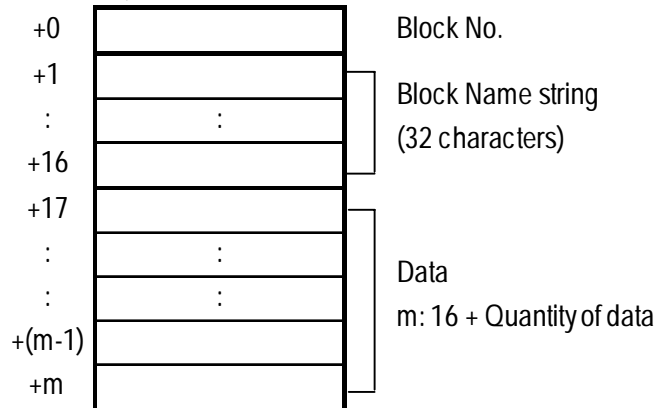 +0 Block No.
+1
Block Name string
: :
(32 characters)
+16
+17
: :
Data
: :
m: 16 + Quantity of data
+(m-1)
+m